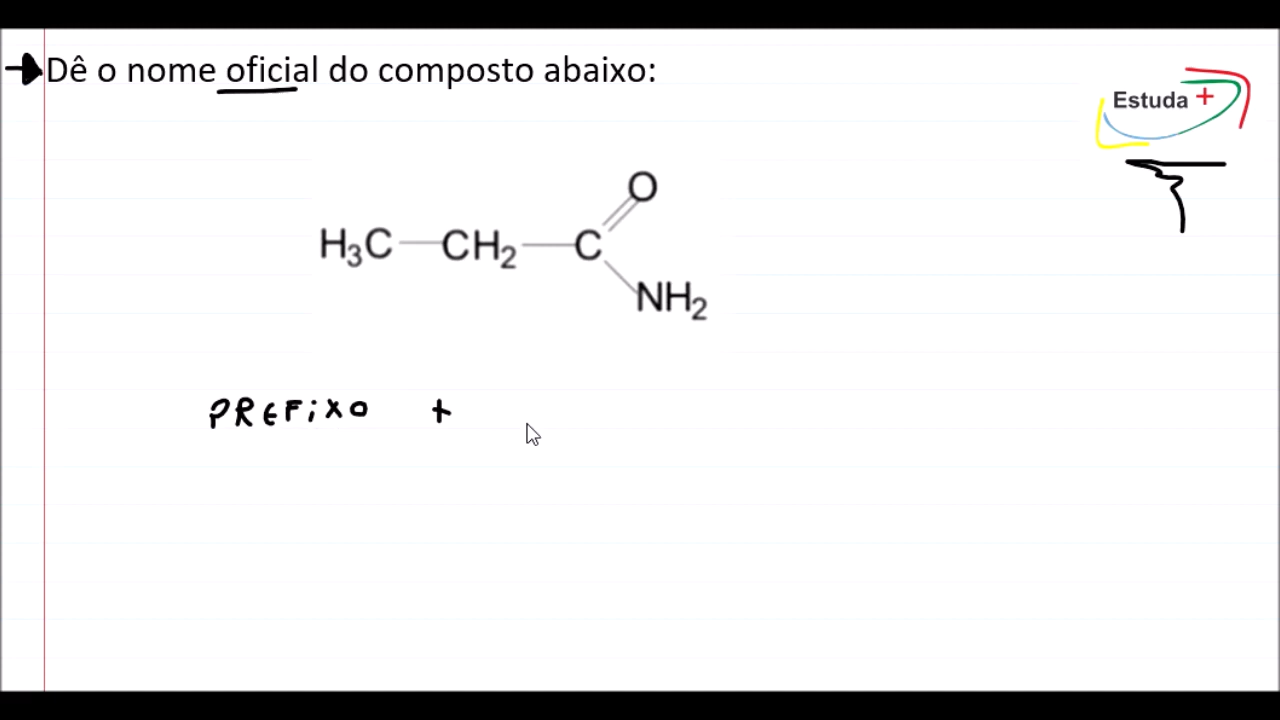 Dê o nome oficial do composto abaixo:
Estuda +
O
H₃C—CH₂—C
NH₂
PREFIXO +